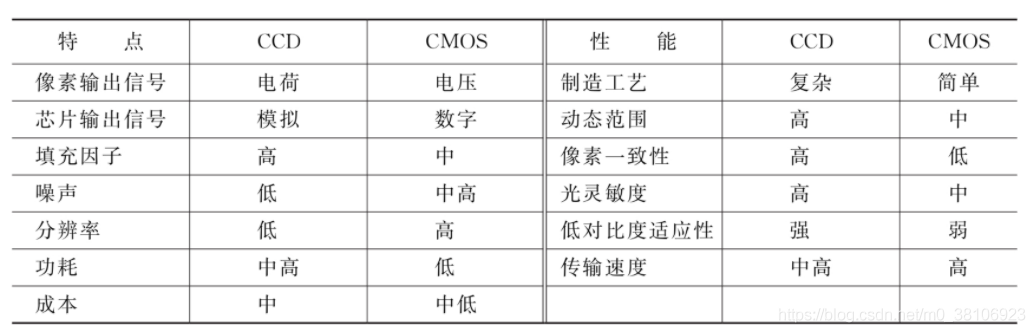 特 点 CCD CMOS 性 能 CCD CMOS
像素输出信号 电荷 电压 制造工艺 复杂 简单
芯片输出信号 模拟 数字 动态范围 高 中
填充因子 高 中 像素一致性 高 低
噪声 低 中高 光灵敏度 高 中
分辨率 低 高 低对比度适应性 强 弱
功耗 中高 低 传输速度 中高 高
成本 中 中低
https://blog.csdn.net/m0_38106923